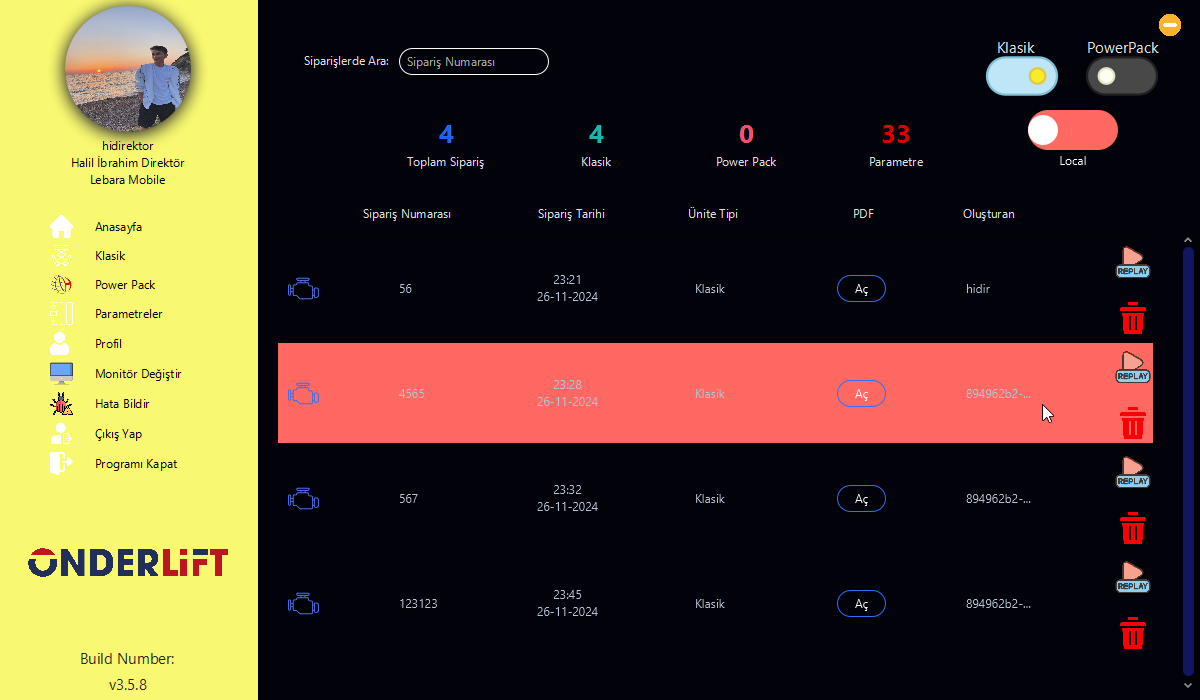 hidirektor
Halil İbrahim Direktör
Lebara Mobile
Anasayfa
Klasik
Power Pack
Parametreler
Profil
Monitör Değiştir
Hata Bildir
Çıkış Yap
Programı Kapat
ÖNDERLiFT
Build Number:
v3.5.8
Siparişlerde Ara: Sipariş Numarası
Klasik PowerPack
4 4 0 33
Toplam Sipariş Klasik Power Pack Parametre Local
Sipariş Numarası Sipariş Tarihi Ünite Tipi PDF Oluşturan
56 23:21 26-11-2024 Klasik Aç hidir REPLAY
4565 23:28 26-11-2024 Klasik Aç 894962b2-... REPLAY
567 23:32 26-11-2024 Klasik Aç 894962b2-... REPLAY
123123 23:45 26-11-2024 Klasik Aç 894962b2-... REPLAY